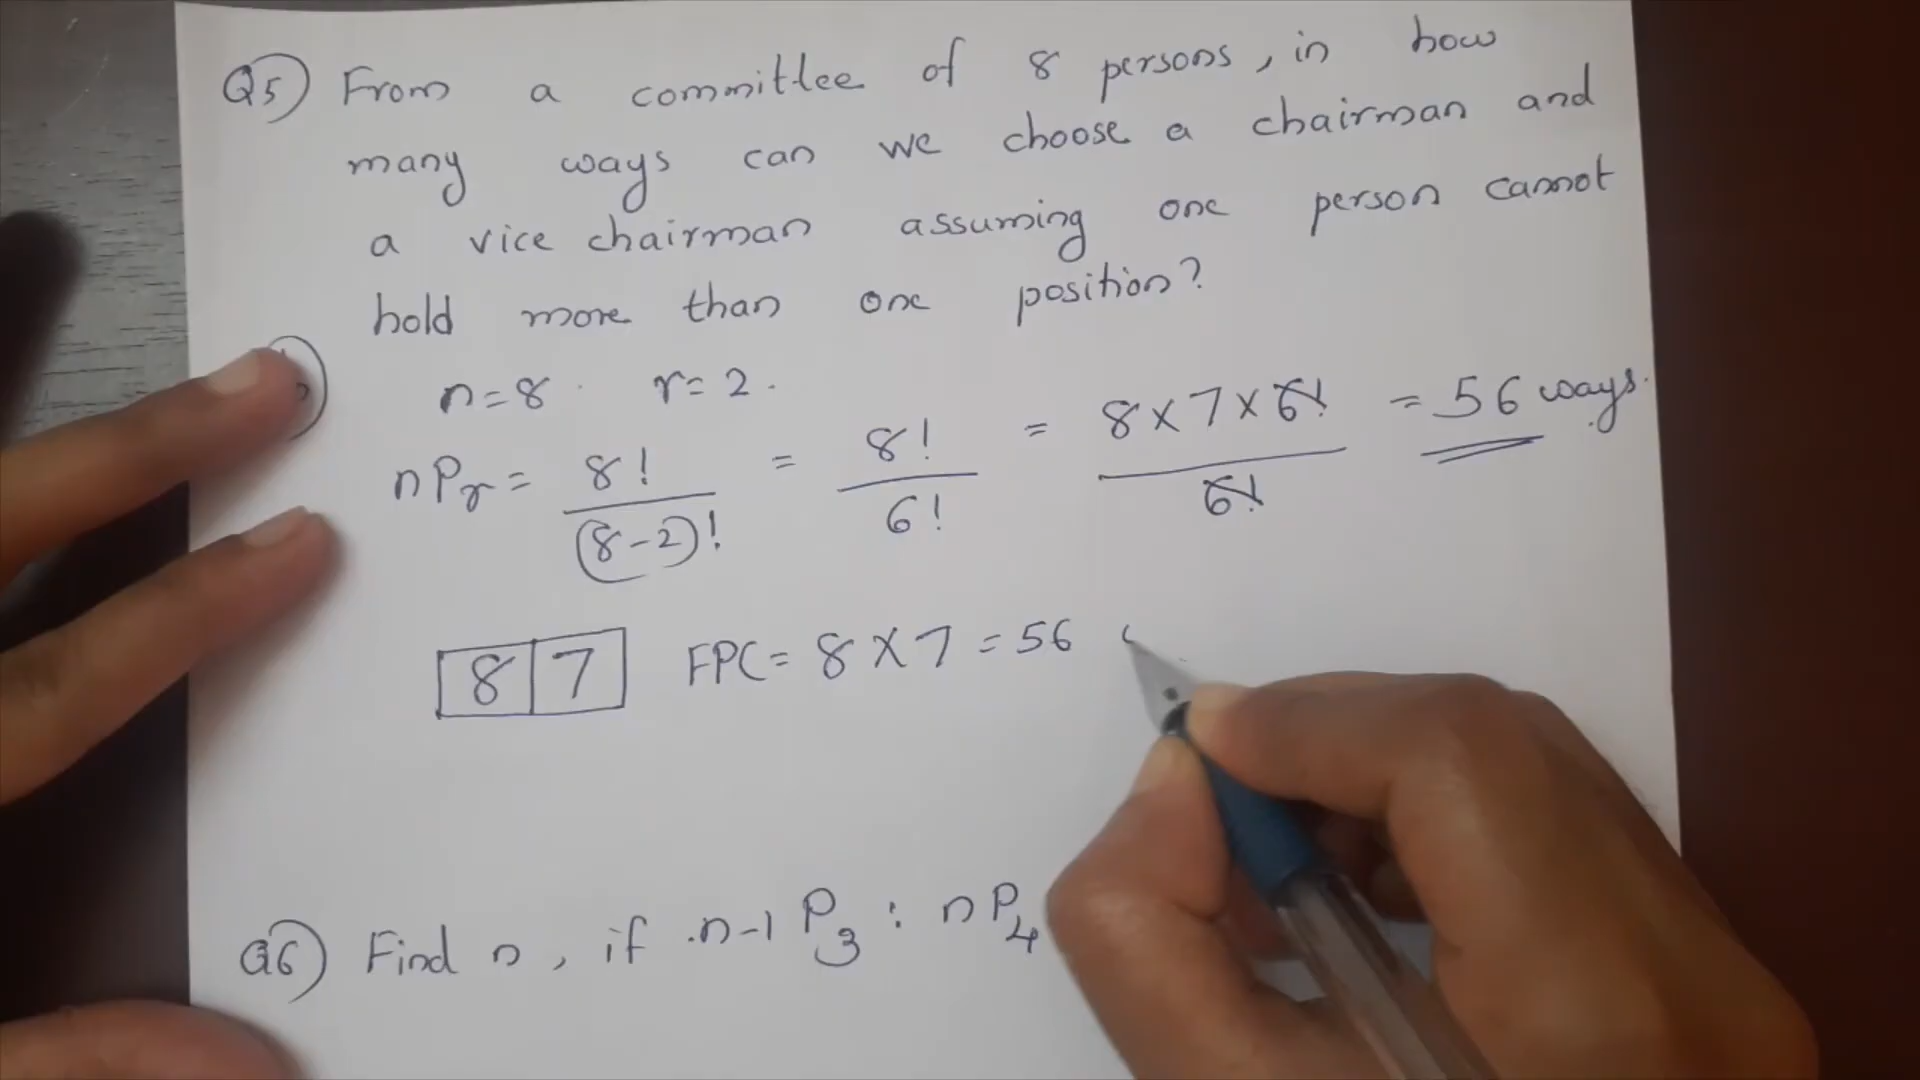 Q5) From a committee of 8 persons, in how
many ways can we choose a chairman and
a vice chairman assuming one person cannot
hold more than one position?
n=8 r=2.
nPr = 8!/(8-2)! = 8!/6! = 8×7×6!/6! = 56 ways.
8 7 FPC = 8×7 = 56
Q6) Find n, if n-1P3 : nP4